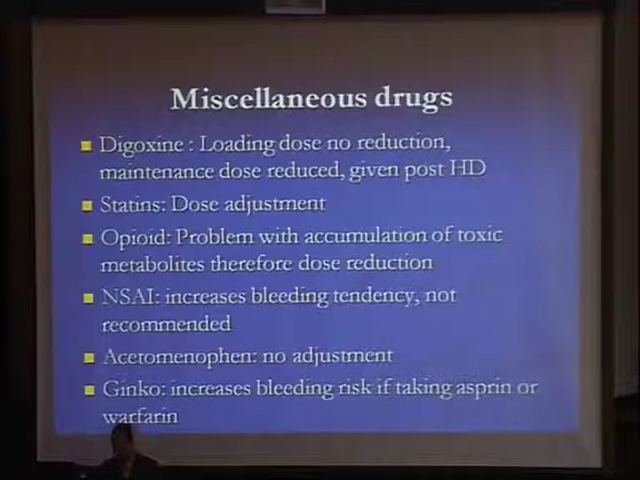 Miscellaneous drugs
Digoxine : Loading dose no reduction,
maintenance dose reduced, given post HD
Statins: Dose adjustment
Opioid: Problem with accumulation of toxic
metabolites therefore dose reduction
NSAI: increases bleeding tendency, not
recommended
Acetomenophen: no adjustment
Ginko: increases bleeding risk if taking asprin or
warfarin